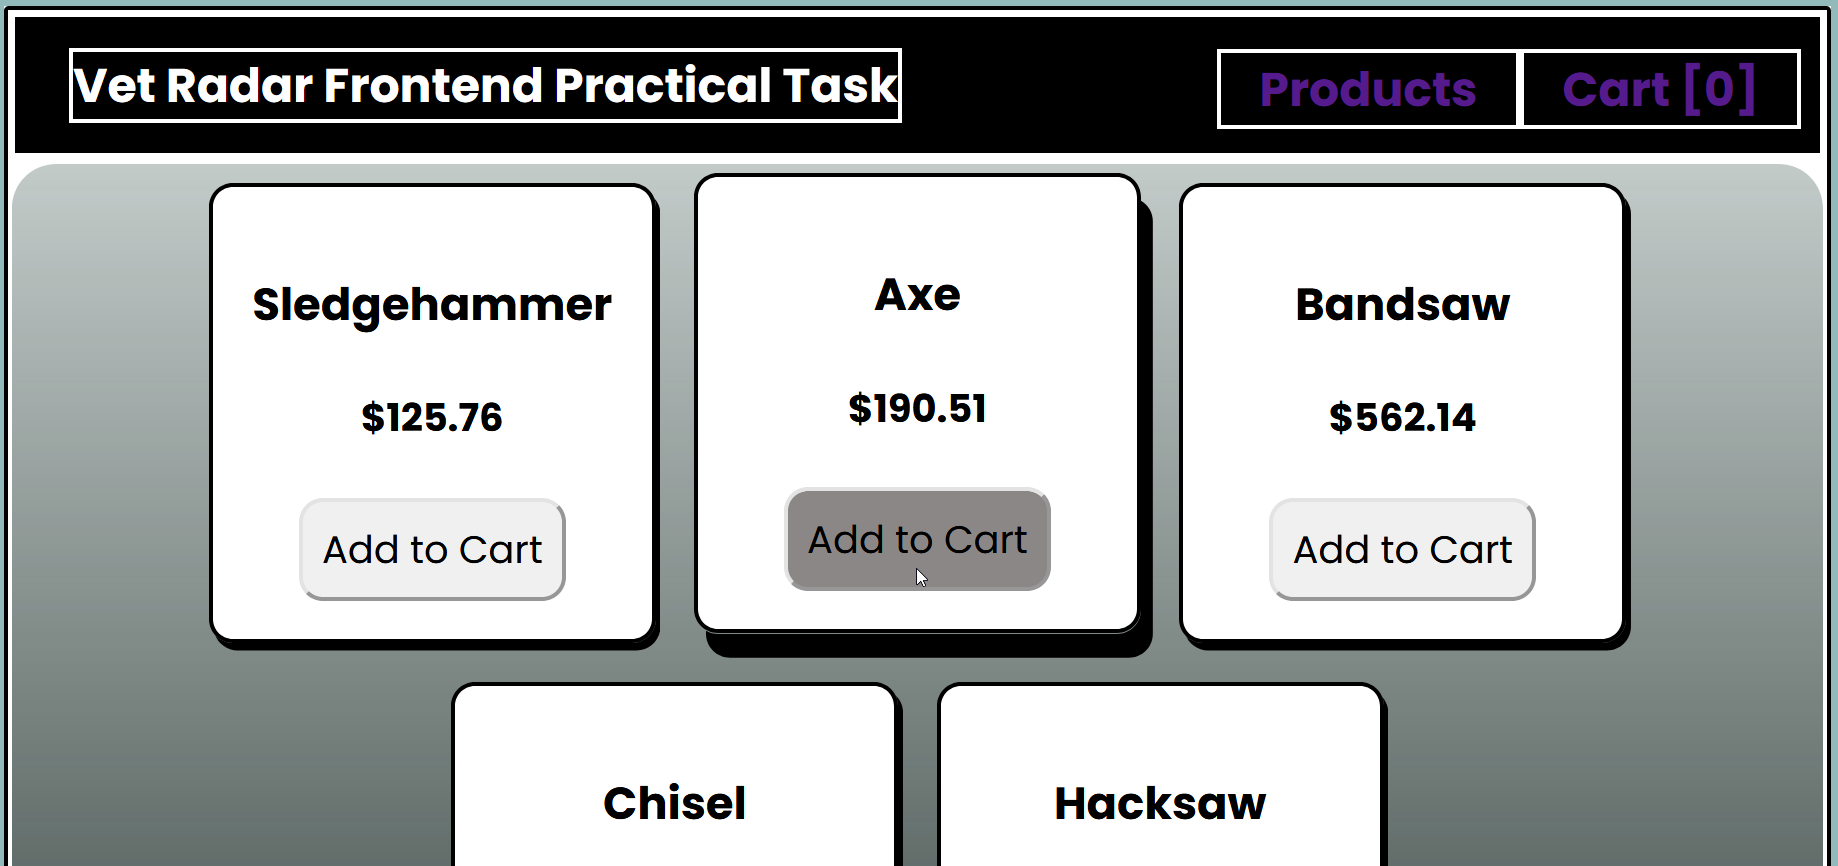 Vet Radar Frontend Practical Task
Products
Cart [0]
Sledgehammer
$125.76
Add to Cart
Axe
$190.51
Add to Cart
Bandsaw
$562.14
Add to Cart
Chisel
Hacksaw